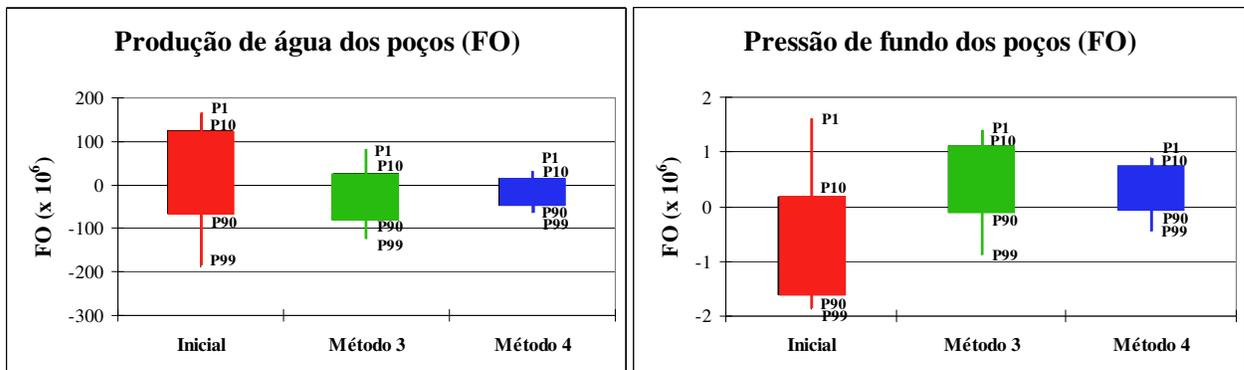 Produção de água dos poços (FO)
FO (x 10⁶)
200
100
0
-100
-200
-300
P1
P10
P90
P99
P1
P10
P90
P99
P1
P10
P90
P99
Inicial Método 3 Método 4
Pressão de fundo dos poços (FO)
FO (x 10⁶)
2
1
0
-1
-2
P1
P10
P90
P99
P1
P10
P90
P99
P1
P10
P90
P99
Inicial Método 3 Método 4